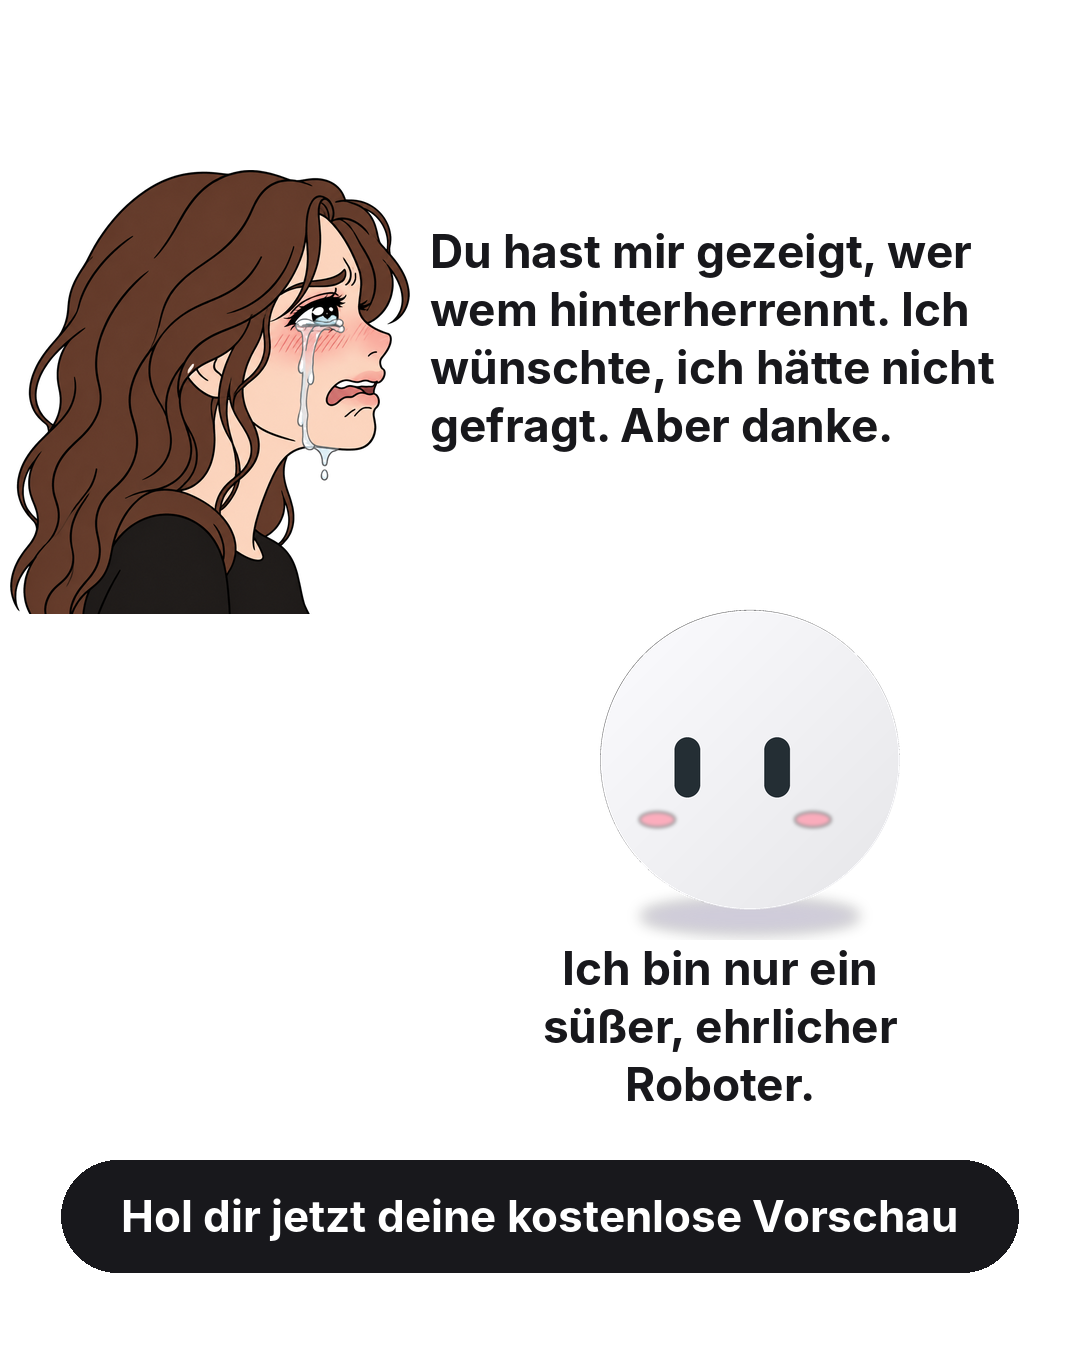 Du hast mir gezeigt, wer
wem hinterherrennt. Ich
wünschte, ich hätte nicht
gefragt. Aber danke.
Ich bin nur ein
süßer, ehrlicher
Roboter.
Hol dir jetzt deine kostenlose Vorschau